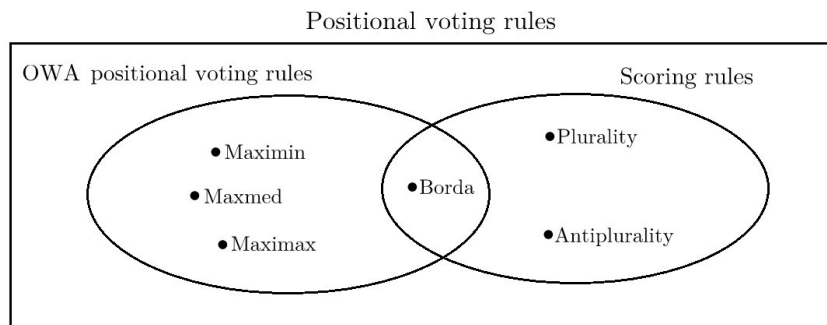 Positional voting rules
OWA positional voting rules
Scoring rules
Maximin
Maxmed
Maximax
Borda
Plurality
Antiplurality